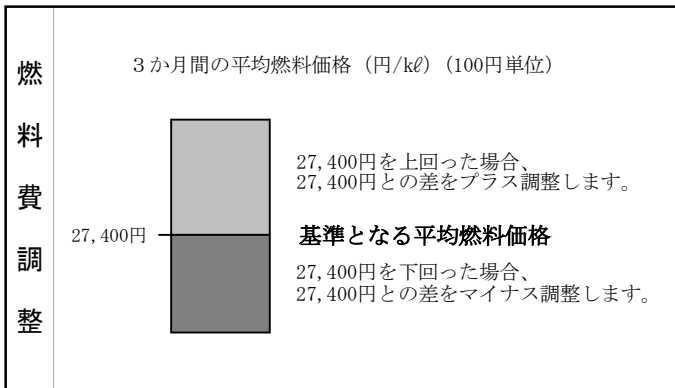 燃料費調整
３か月間の平均燃料価格（円/kℓ）（100円単位）
27,400円を上回った場合、
27,400円との差をプラス調整します。
27,400円
基準となる平均燃料価格
27,400円を下回った場合、
27,400円との差をマイナス調整します。